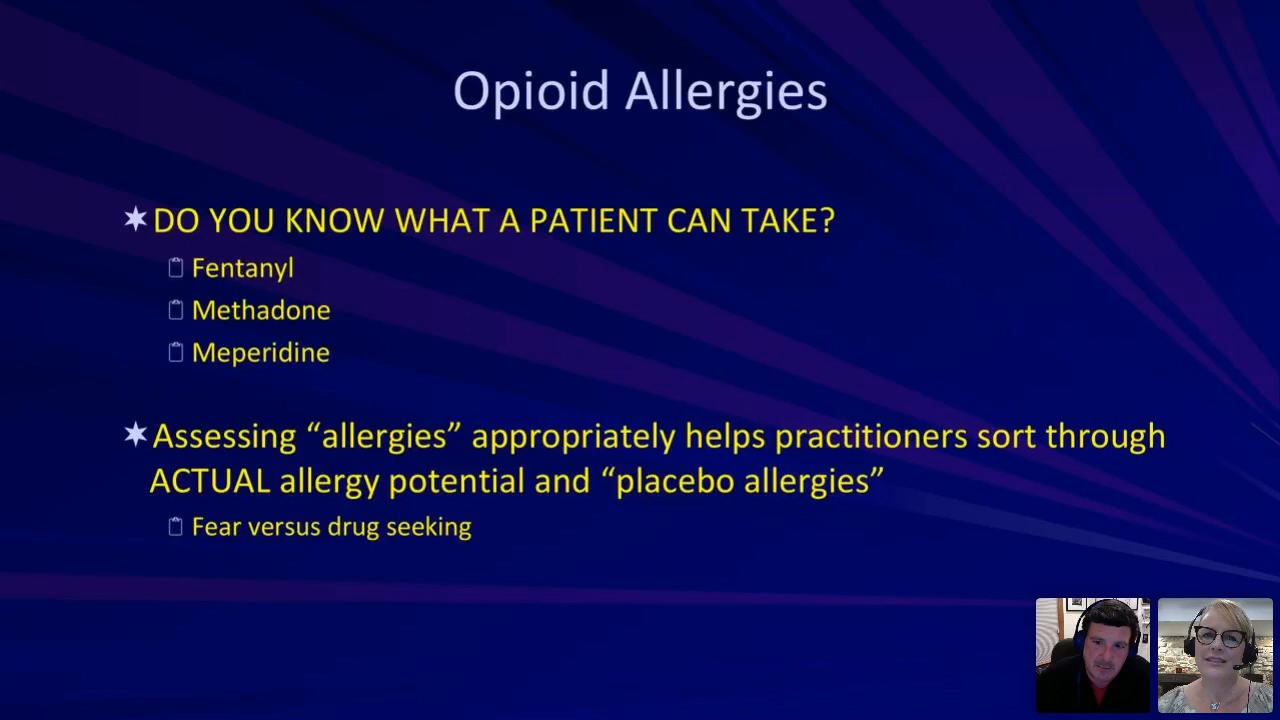 Opioid Allergies
DO YOU KNOW WHAT A PATIENT CAN TAKE?
Fentanyl
Methadone
Meperidine
Assessing “allergies” appropriately helps practitioners sort through
ACTUAL allergy potential and “placebo allergies”
Fear versus drug seeking